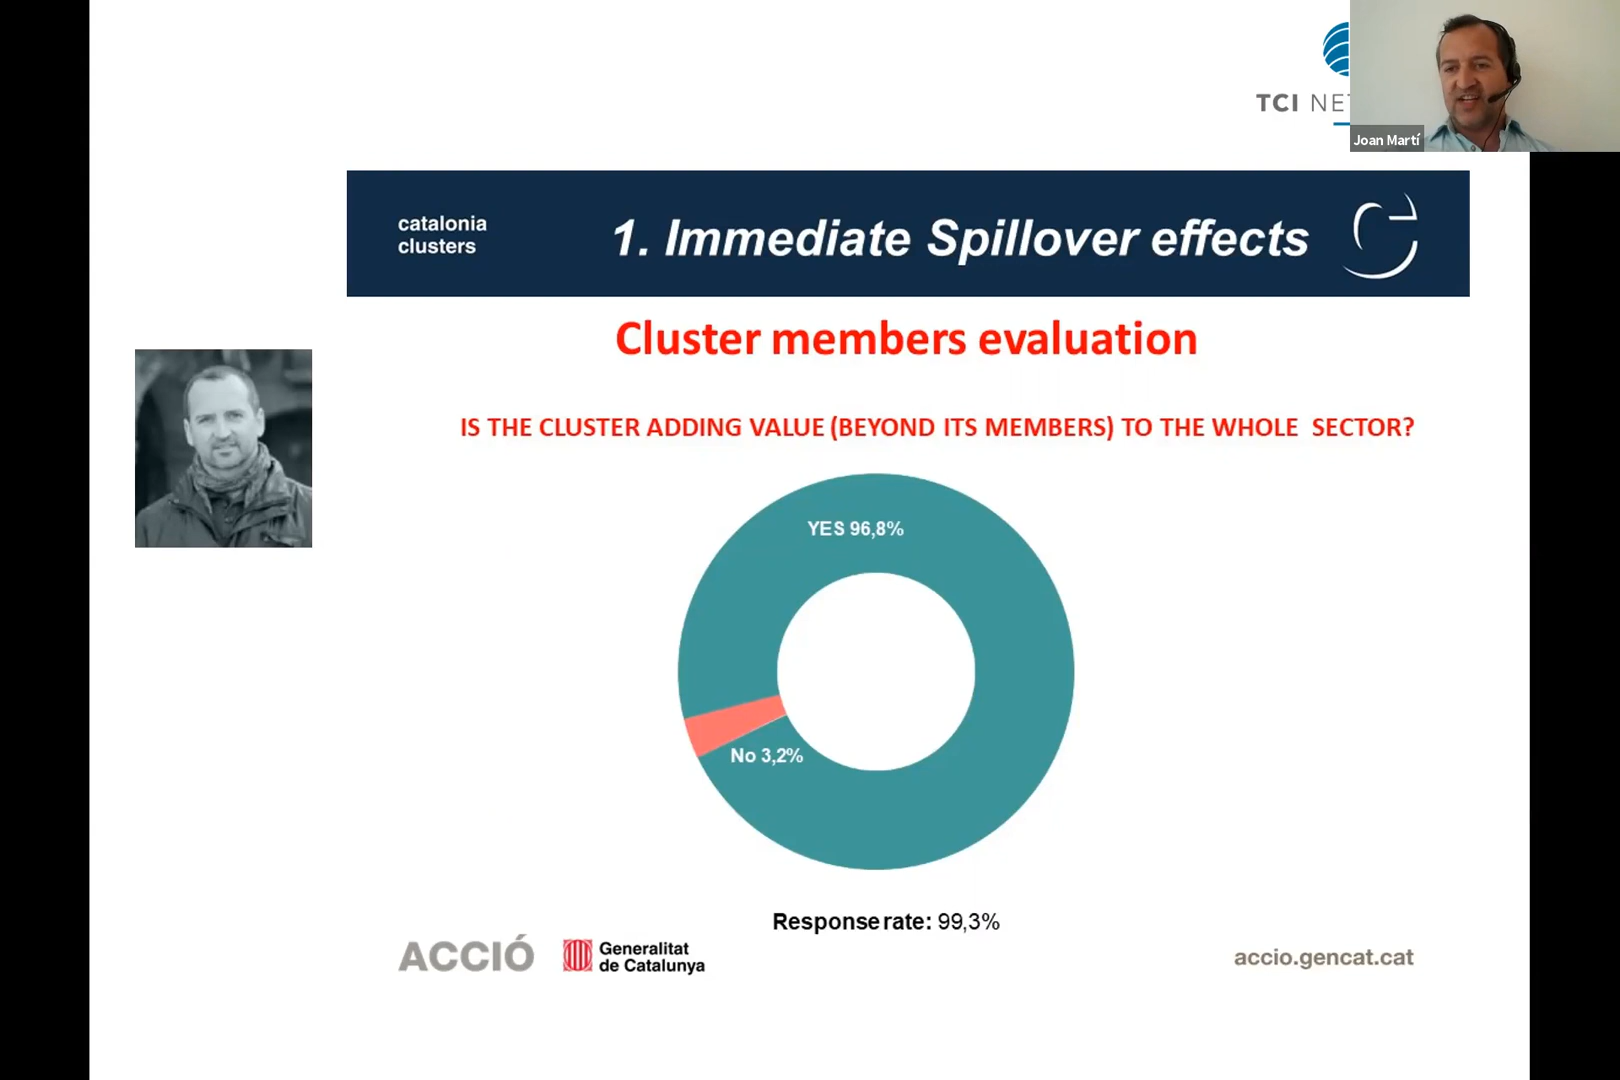 TCI NET
Joan Martí
catalonia
clusters
1. Immediate Spillover effects
Cluster members evaluation
IS THE CLUSTER ADDING VALUE (BEYOND ITS MEMBERS) TO THE WHOLE SECTOR?
YES 96,8%
No 3,2%
Response rate: 99,3%
ACCIÓ
Generalitat
de Catalunya
accio.gencat.cat